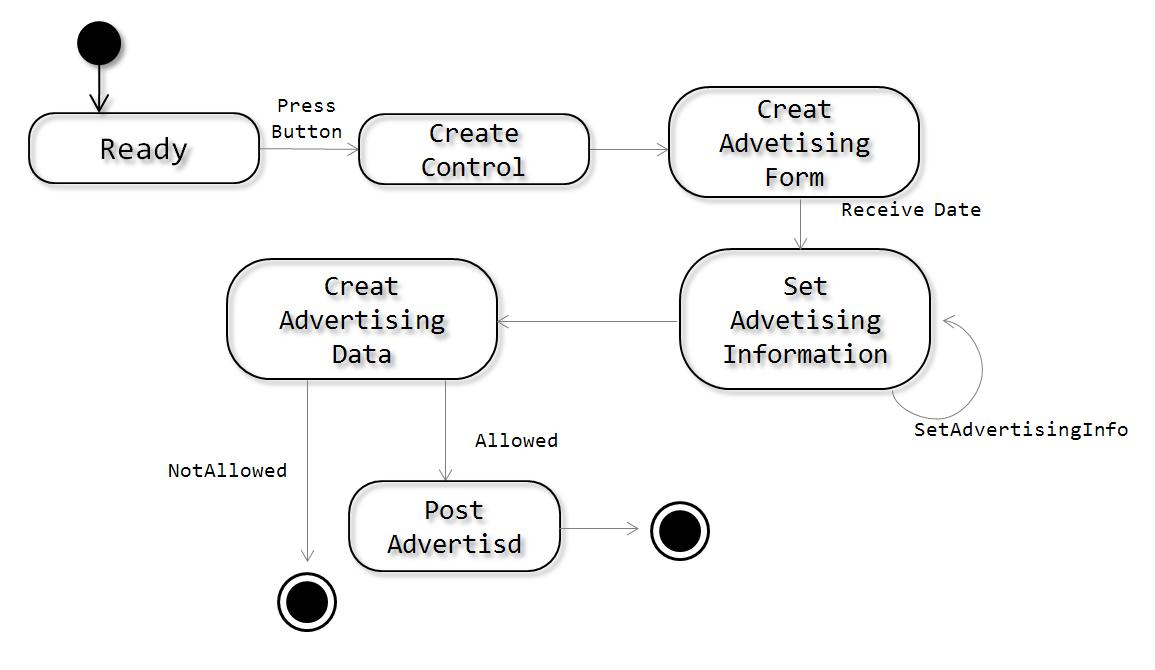 Press
Button
Ready
Create
Control
Creat
Advetising
Form
Receive Date
Set
Advetising
Information
SetAdvertisingInfo
Creat
Advertising
Data
Allowed
NotAllowed
Post
Advertisd